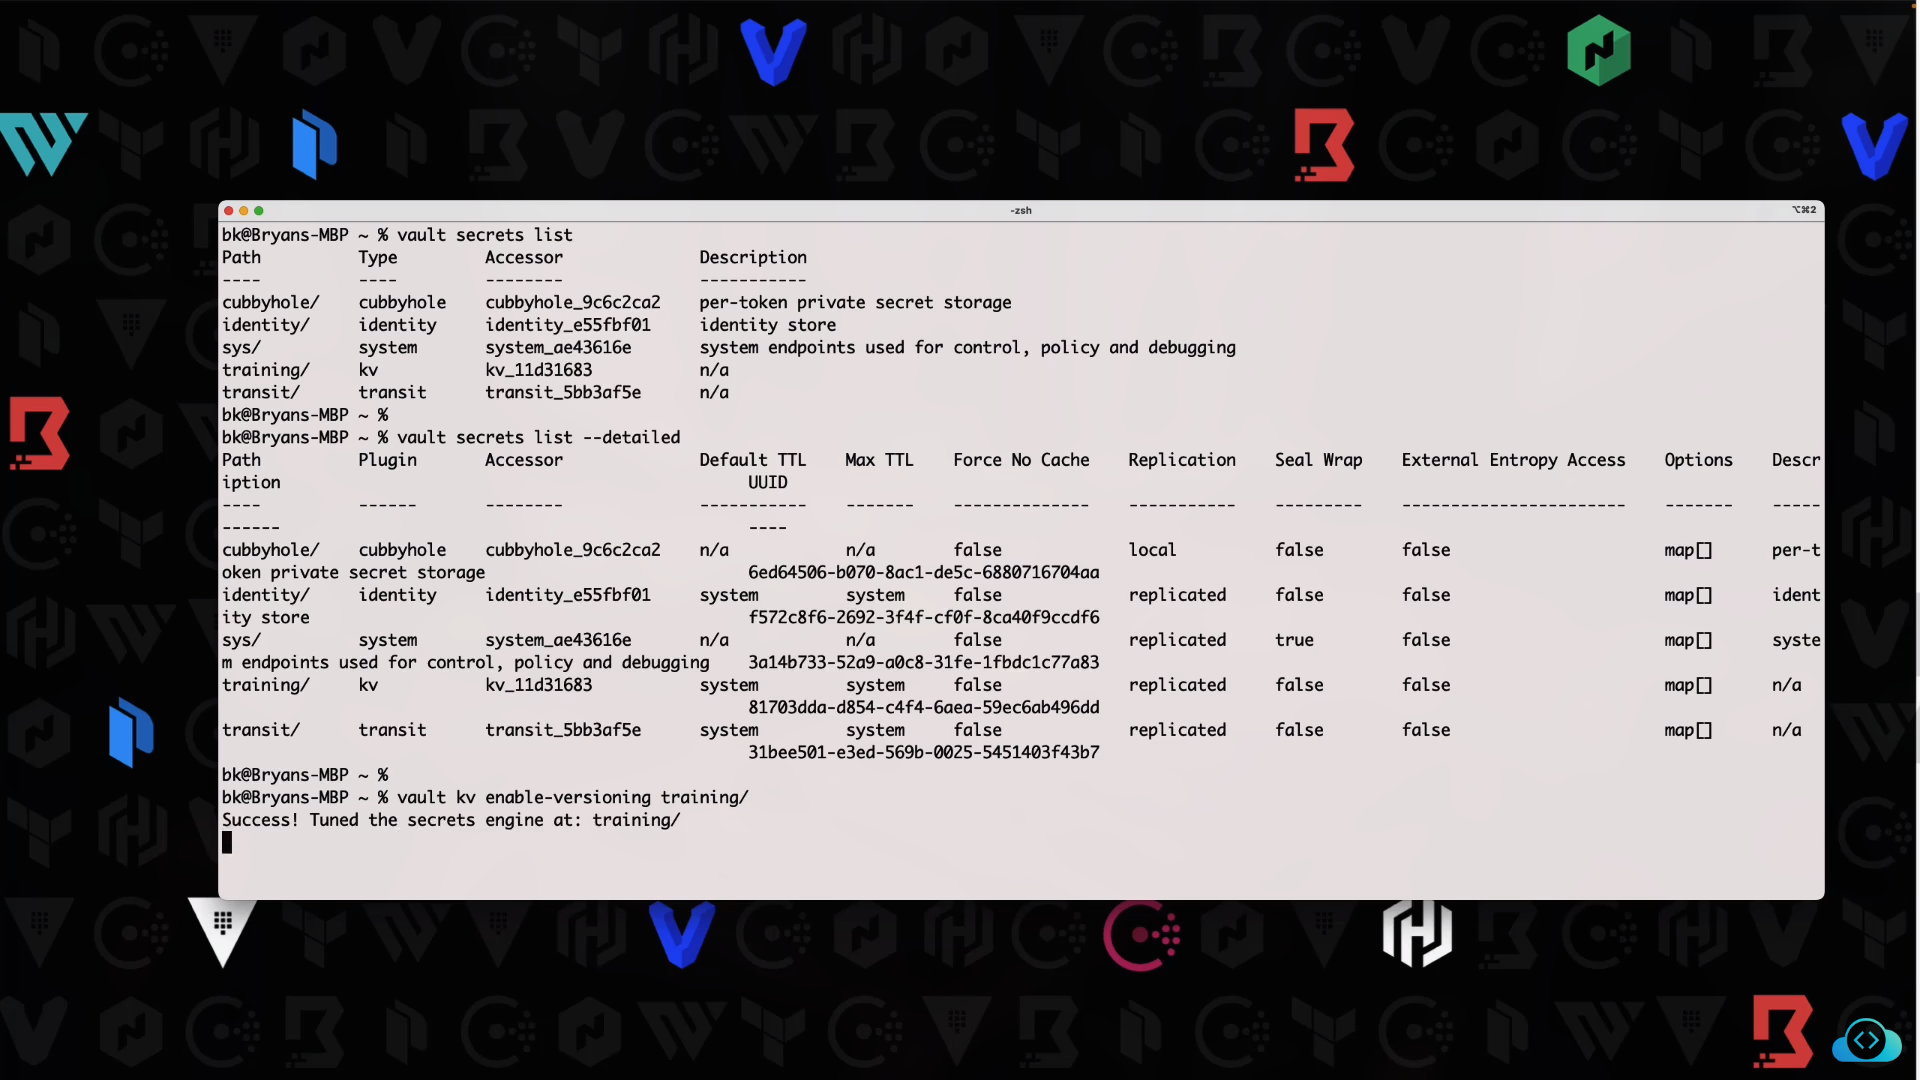 -zsh
⌥⌘2
bk@Bryans-MBP ~ % vault secrets list
Path          Type         Accessor              Description
----          ----         --------              -----------
cubbyhole/    cubbyhole    cubbyhole_9c6c2ca2    per-token private secret storage
identity/     identity     identity_e55fbf01     identity store
sys/          system       system_ae43616e       system endpoints used for control, policy and debugging
training/     kv           kv_11d31683           n/a
transit/      transit      transit_5bb3af5e      n/a
bk@Bryans-MBP ~ %
bk@Bryans-MBP ~ % vault secrets list --detailed
Path          Plugin       Accessor              Default TTL    Max TTL    Force No Cache    Replication    Seal Wrap    External Entropy Access    Options    Descr
iption                                                UUID
----          ------       --------              -----------    -------    --------------    -----------    ---------    -----------------------    -------    -----
------                                                ----
cubbyhole/    cubbyhole    cubbyhole_9c6c2ca2    n/a            n/a        false             local          false        false                      map[]      per-t
oken private secret storage                           6ed64506-b070-8ac1-de5c-6880716704aa
identity/     identity     identity_e55fbf01     system         system     false             replicated     false        false                      map[]      ident
ity store                                             f572c8f6-2692-3f4f-cf0f-8ca40f9ccdf6
sys/          system       system_ae43616e       n/a            n/a        false             replicated     true         false                      map[]      syste
m endpoints used for control, policy and debugging    3a14b733-52a9-a0c8-31fe-1fbdc1c77a83
training/     kv           kv_11d31683           system         system     false             replicated     false        false                      map[]      n/a
                                                      81703dda-d854-c4f4-6aea-59ec6ab496dd
transit/      transit      transit_5bb3af5e      system         system     false             replicated     false        false                      map[]      n/a
                                                      31bee501-e3ed-569b-0025-5451403f43b7
bk@Bryans-MBP ~ %
bk@Bryans-MBP ~ % vault kv enable-versioning training/
Success! Tuned the secrets engine at: training/